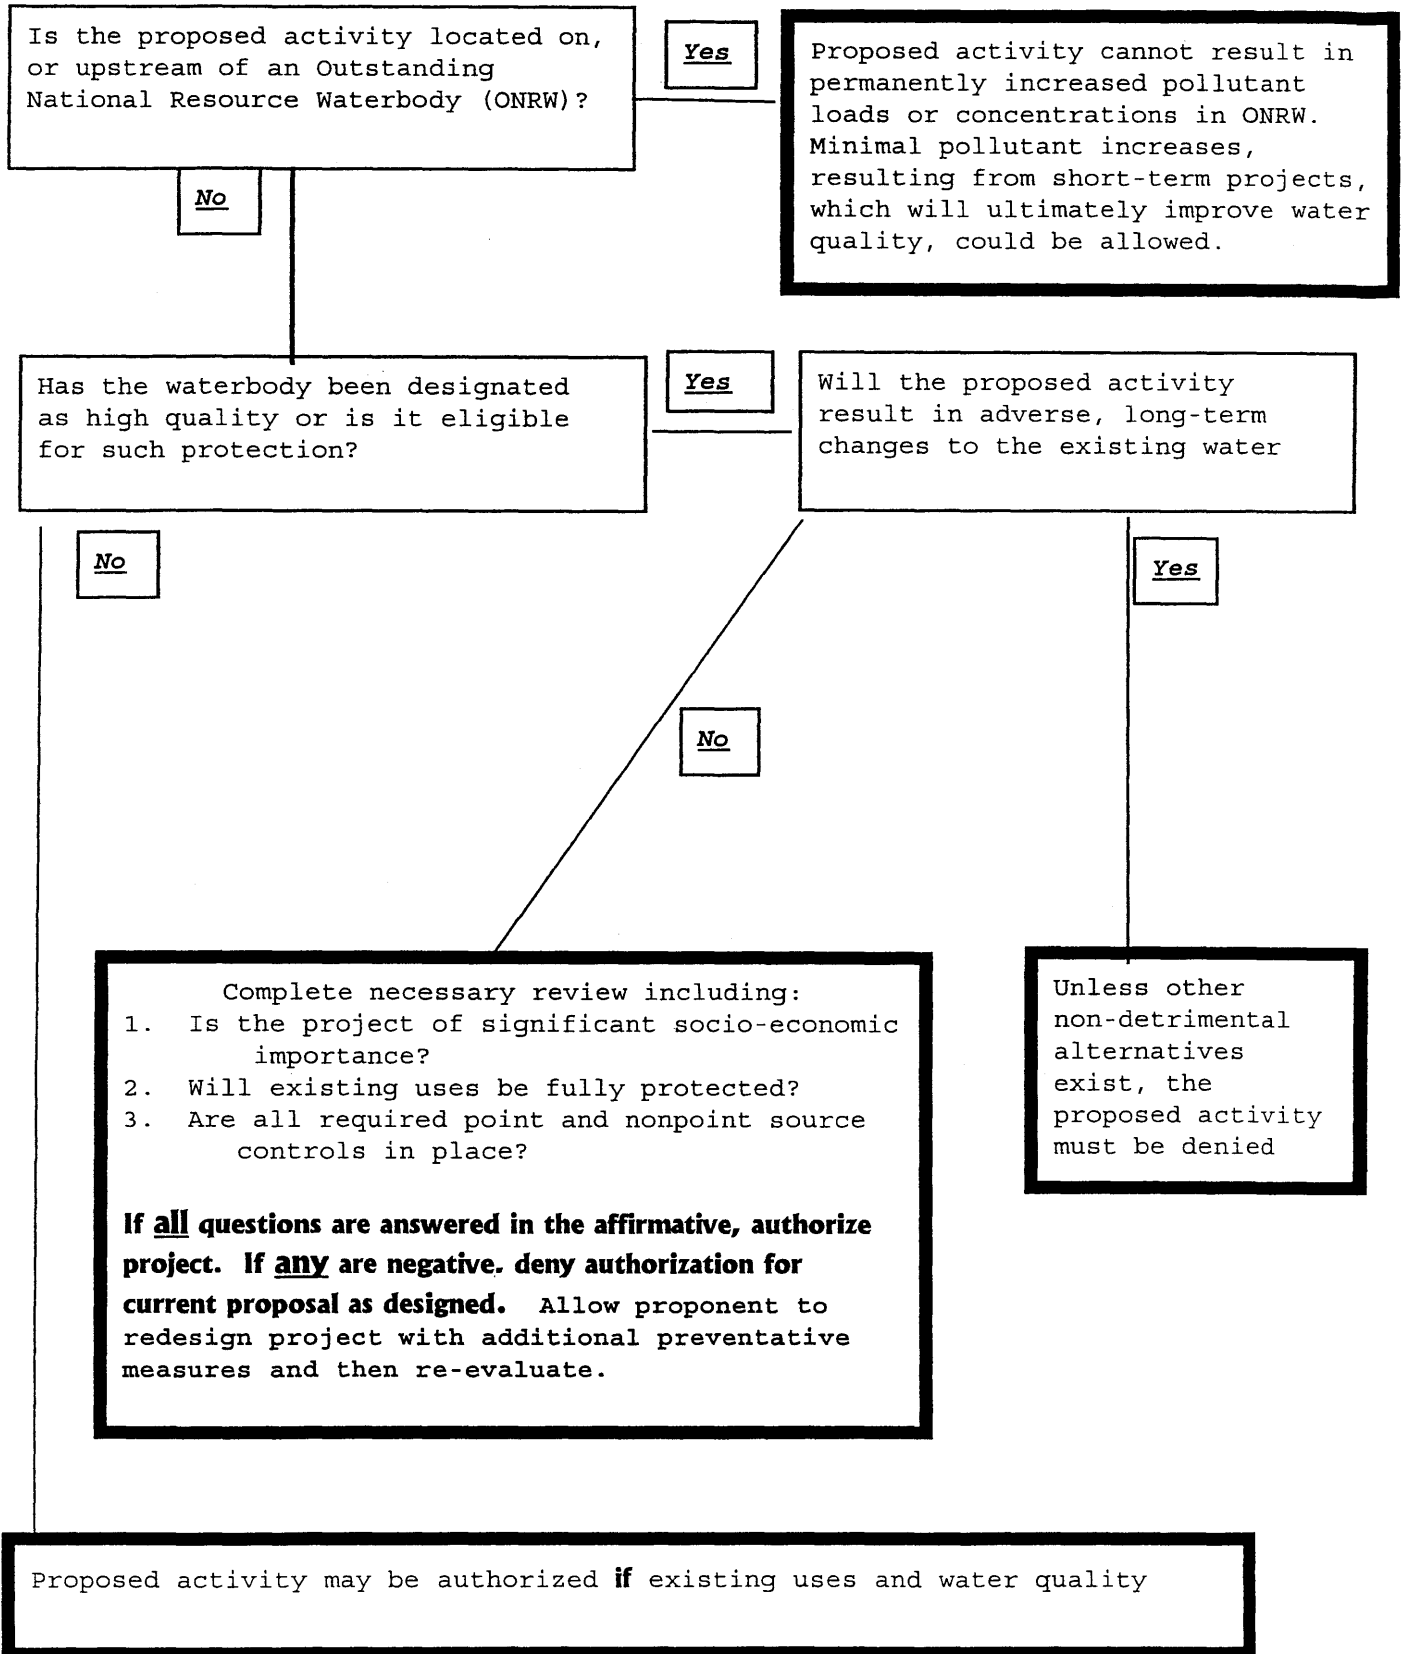 Is the proposed activity located on,
or upstream of an Outstanding
National Resource Waterbody (ONRW)?
Yes
Proposed activity cannot result in
permanently increased pollutant
loads or concentrations in ONRW.
Minimal pollutant increases,
resulting from short-term projects,
which will ultimately improve water
quality, could be allowed.
No
Has the waterbody been designated
as high quality or is it eligible
for such protection?
Yes
Will the proposed activity
result in adverse, long-term
changes to the existing water
No
Yes
No
Complete necessary review including:
1. Is the project of significant socio-economic
importance?
2. Will existing uses be fully protected?
3. Are all required point and nonpoint source
controls in place?
If all questions are answered in the affirmative, authorize
project. If any are negative. deny authorization for
current proposal as designed. Allow proponent to
redesign project with additional preventative
measures and then re-evaluate.
Unless other
non-detrimental
alternatives
exist, the
proposed activity
must be denied
Proposed activity may be authorized if existing uses and water quality